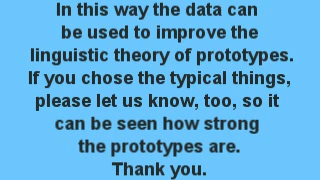 In this way the data can
be used to improve the
linguistic theory of prototypes.
If you chose the typical things,
please let us know, too, so it
can be seen how strong
the prototypes are.
Thank you.